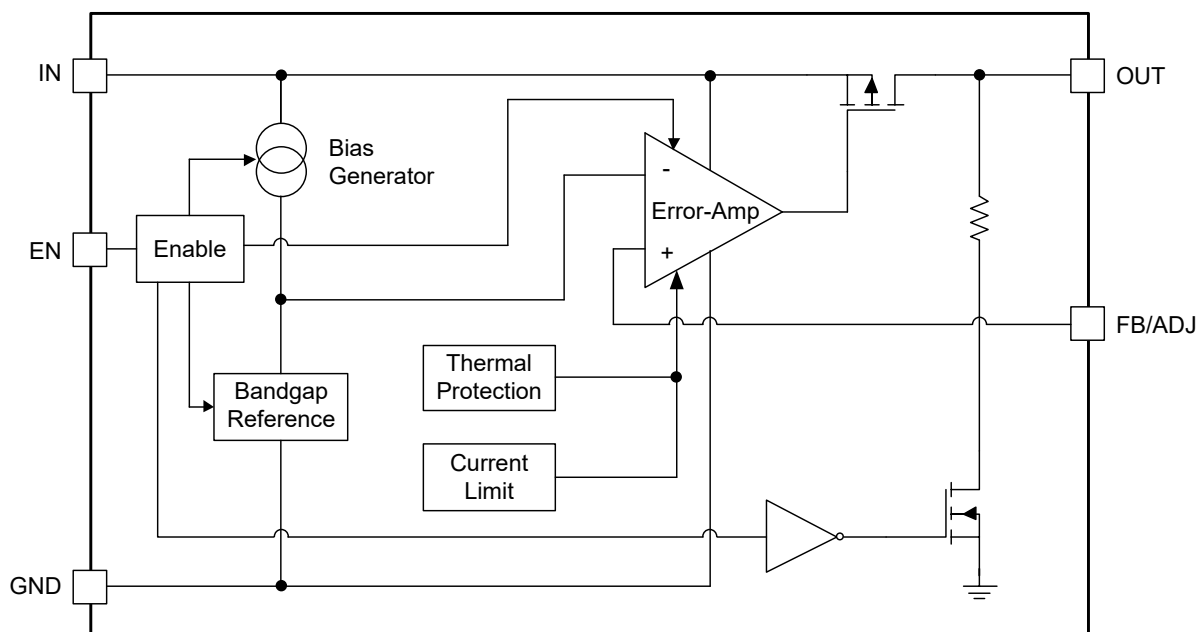 IN
OUT
Bias
Generator
-
Error-Amp
+
EN
Enable
FB/ADJ
Thermal
Protection
Bandgap
Reference
Current
Limit
GND